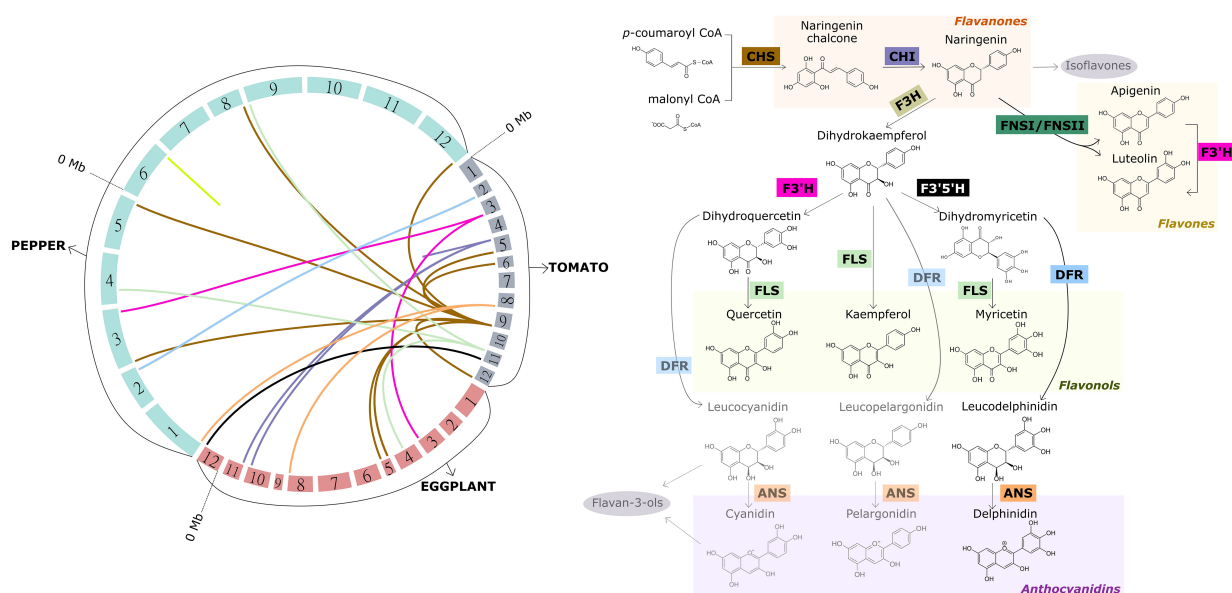 PEPPER
TOMATO
EGGPLANT
0 Mb
0 Mb
0 Mb
1
2
3
4
5
6
7
8
9
10
11
12
1
2
3
4
5
6
7
8
9
10
11
12
1
2
3
4
5
6
7
8
9
10
11
12
Flavanones
p-coumaroyl CoA
malonyl CoA
CHS
Naringenin
chalcone
CHI
Naringenin
Isoflavones
F3H
FNSI/FNSII
Apigenin
Luteolin
F3'H
Flavones
Dihydrokaempferol
F3'H
F3'5'H
Dihydroquercetin
Dihydromyricetin
FLS
FLS
FLS
DFR
DFR
DFR
Quercetin
Kaempferol
Myricetin
Flavonols
Leucocyanidin
Leucopelargonidin
Leucodelphinidin
Flavan-3-ols
ANS
ANS
ANS
Cyanidin
Pelargonidin
Delphinidin
Anthocyanidins